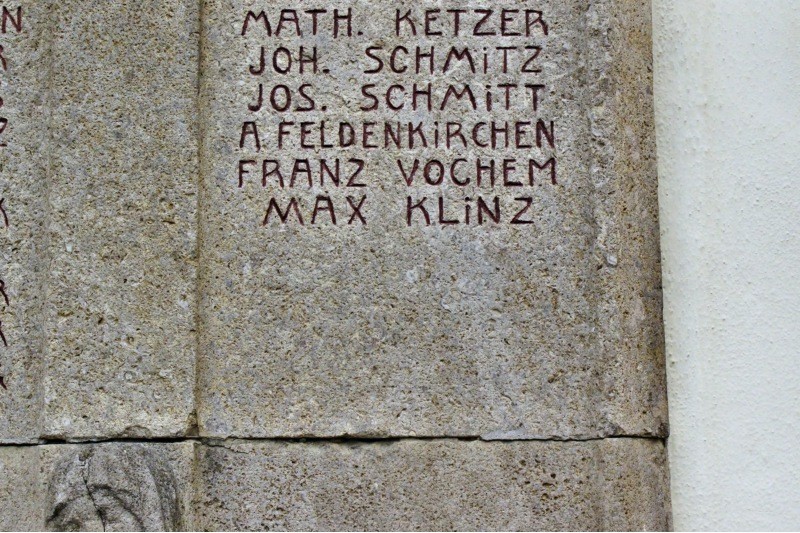 MATH. KETZER
JOH. SCHMiTZ
JOS. SCHMiTT
A. FELDENKiRCHEN
FRANZ VOCHEM
MAX KLiNZ